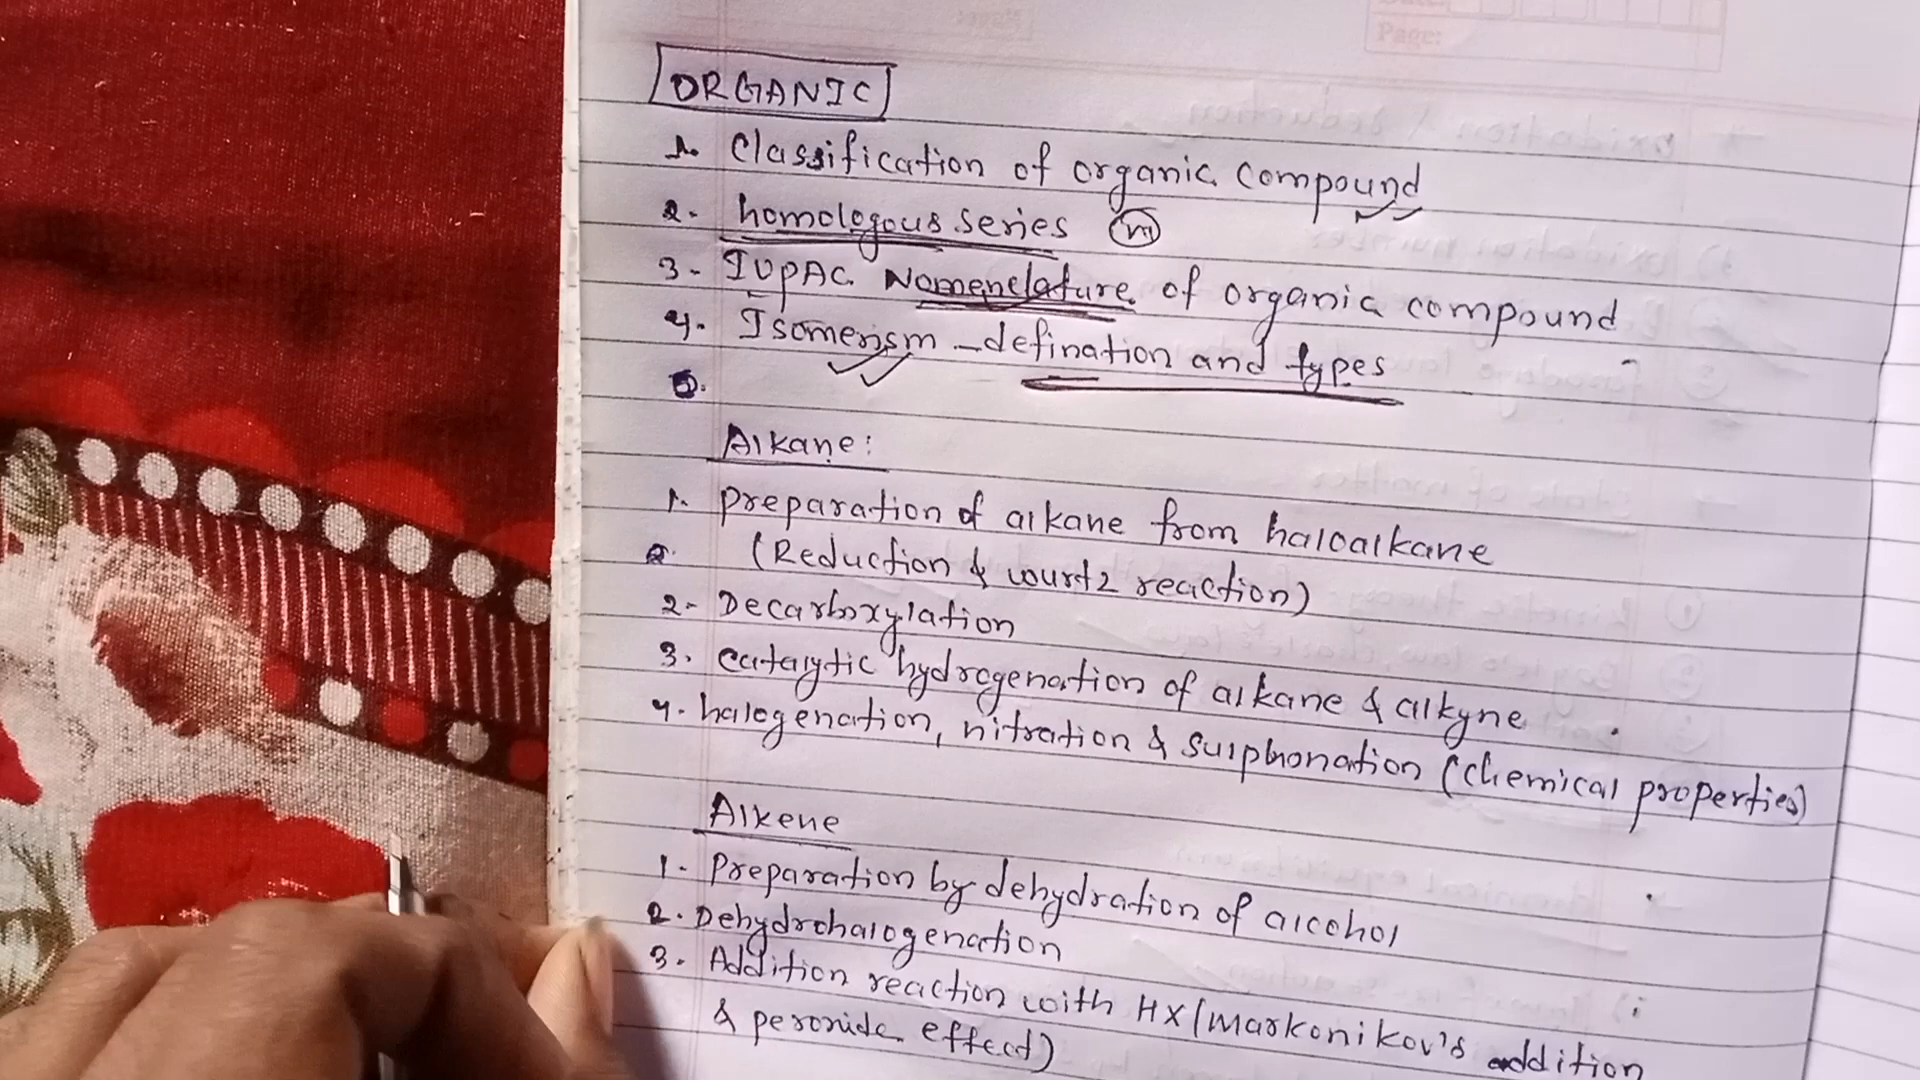 Page:
ORGANIC
1. Classification of organic compound
2. homologous series (m)
3- IUPAC Nomenclature of organic compound
4. Isomerism - defination and types
5.
Alkane:
1. preparation of alkane from haloalkane
(Reduction & wurtz reaction)
2- Decarboxylation
3. catalytic hydrogenation of alkane & alkyne
4. halogenation, nitration & sulphonation (chemical properties)
Alkene
1. Preparation by dehydration of alcohol
2. Dehydrohalogenation
3. Addition reaction with HX (Markonikov's addition
& peroxide effect)